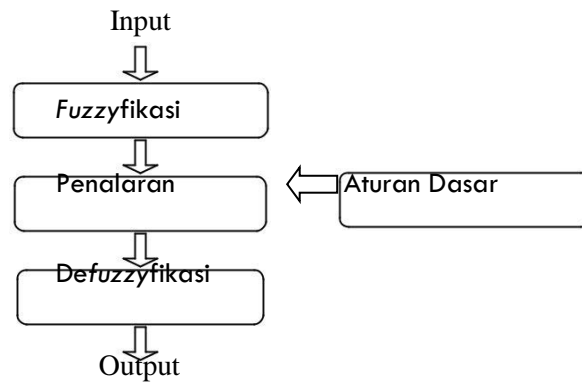 Input
Fuzzyfikasi
Penalaran
Aturan Dasar
Defuzzyfikasi
Output